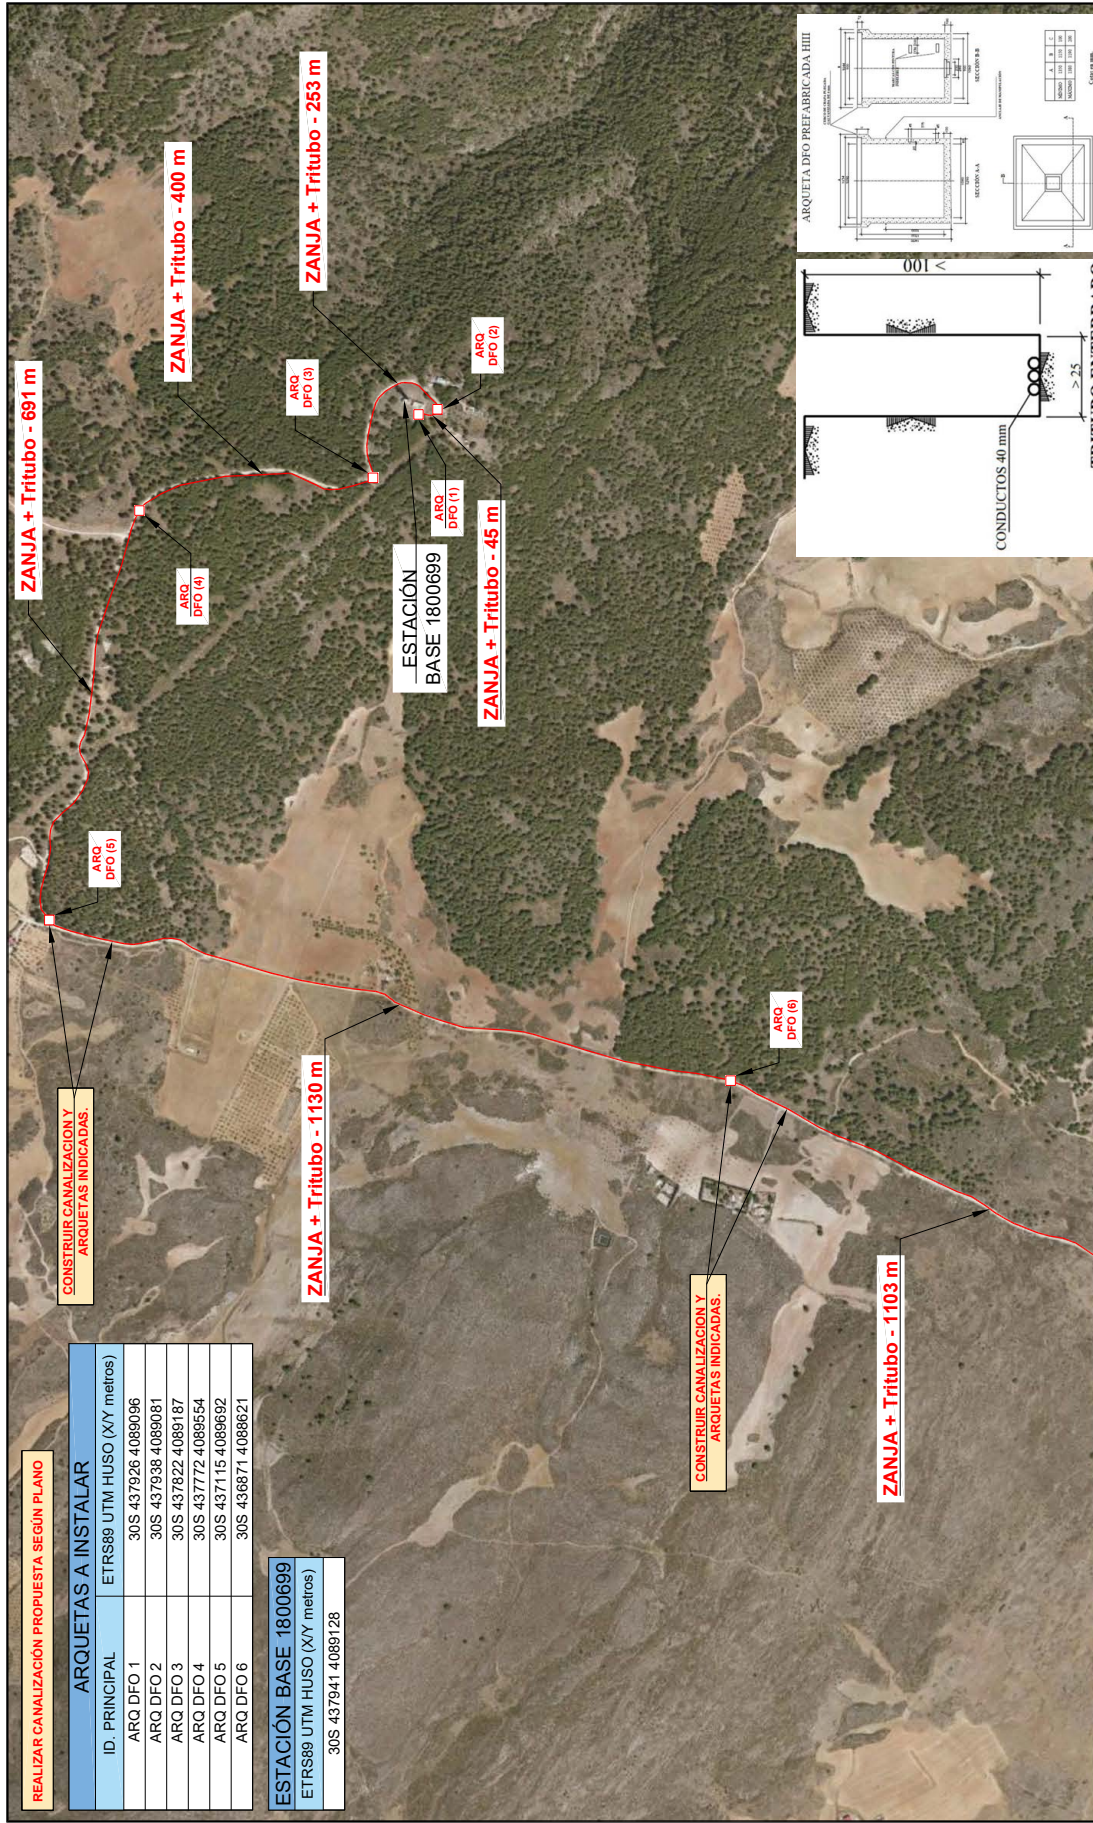 REALIZAR CANALIZACIÓN PROPUESTA SEGÚN PLANO
ARQUETAS A INSTALAR
ID. PRINCIPAL ETRS89 UTM HUSO (X/Y metros)
ARQ DFO 1 30S 437926 4089096
ARQ DFO 2 30S 437938 4089081
ARQ DFO 3 30S 437822 4089187
ARQ DFO 4 30S 437772 4089554
ARQ DFO 5 30S 437115 4089692
ARQ DFO 6 30S 436871 4088621
ESTACIÓN BASE 1800699
ETRS89 UTM HUSO (X/Y metros)
30S 437941 4089128
CONSTRUIR CANALIZACION Y
ARQUETAS INDICADAS.
ARQ
DFO (5)
ZANJA + Tritubo - 691 m
ARQ
DFO (4)
ZANJA + Tritubo - 400 m
ARQ
DFO (3)
ZANJA + Tritubo - 253 m
ARQ
DFO (2)
ARQ
DFO (1)
ESTACIÓN
BASE 1800699
ZANJA + Tritubo - 45 m
ZANJA + Tritubo - 1130 m
ARQ
DFO (6)
CONSTRUIR CANALIZACION Y
ARQUETAS INDICADAS.
ZANJA + Tritubo - 1103 m
ARQUETA DFO PREFABRICADA HIII
SECCIÓN B-B
SECCIÓN A-A
A
A
B
A B C
MÍNIMO
MÁXIMO
> 100
> 25
CONDUCTOS 40 mm